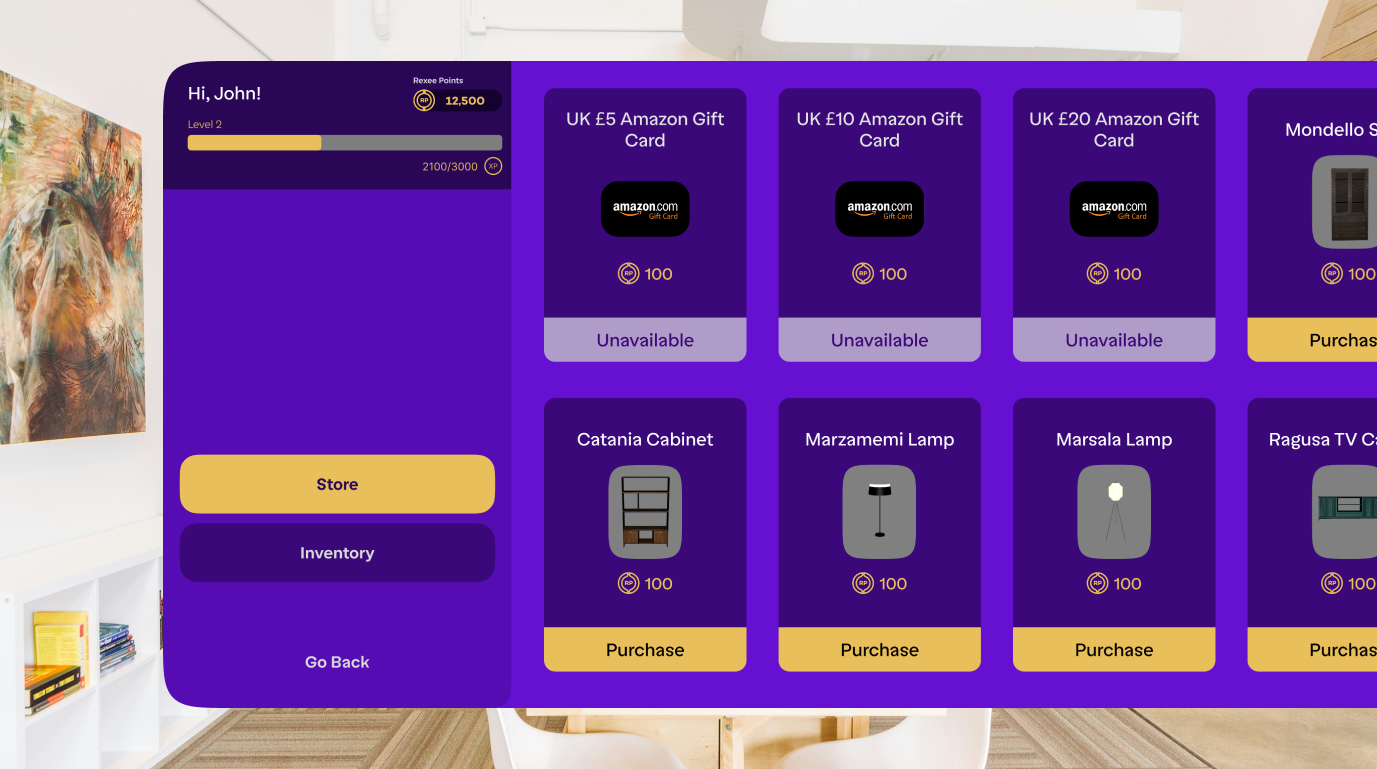 Hi, John!
Rexee Points
RP 12,500
Level 2
2100/3000 XP
Store
Inventory
Go Back
UK £5 Amazon Gift
Card
amazon.com
Gift Card
RP 100
Unavailable
UK £10 Amazon Gift
Card
amazon.com
Gift Card
RP 100
Unavailable
UK £20 Amazon Gift
Card
amazon.com
Gift Card
RP 100
Unavailable
Mondello S
RP 100
Purchas
Catania Cabinet
RP 100
Purchase
Marzamemi Lamp
RP 100
Purchase
Marsala Lamp
RP 100
Purchase
Ragusa TV C
RP 100
Purchas